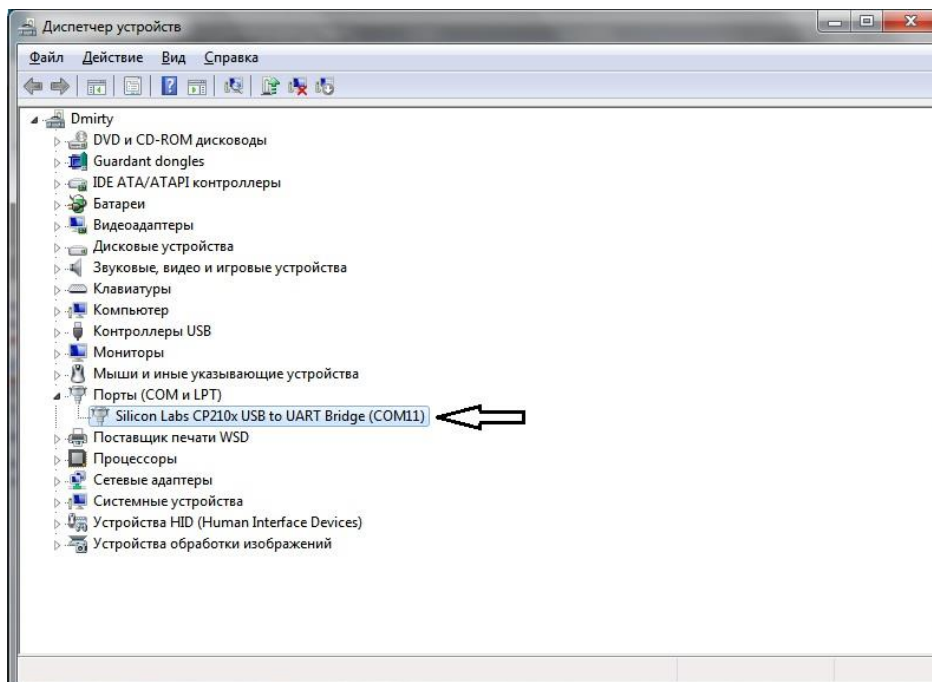 Диспетчер устройств
Файл Действие Вид Справка
Dmirty
DVD и CD-ROM дисководы
Guardant dongles
IDE ATA/ATAPI контроллеры
Батареи
Видеоадаптеры
Дисковые устройства
Звуковые, видео и игровые устройства
Клавиатуры
Компьютер
Контроллеры USB
Мониторы
Мыши и иные указывающие устройства
Порты (COM и LPT)
Silicon Labs CP210x USB to UART Bridge (COM11)
Поставщик печати WSD
Процессоры
Сетевые адаптеры
Системные устройства
Устройства HID (Human Interface Devices)
Устройства обработки изображений